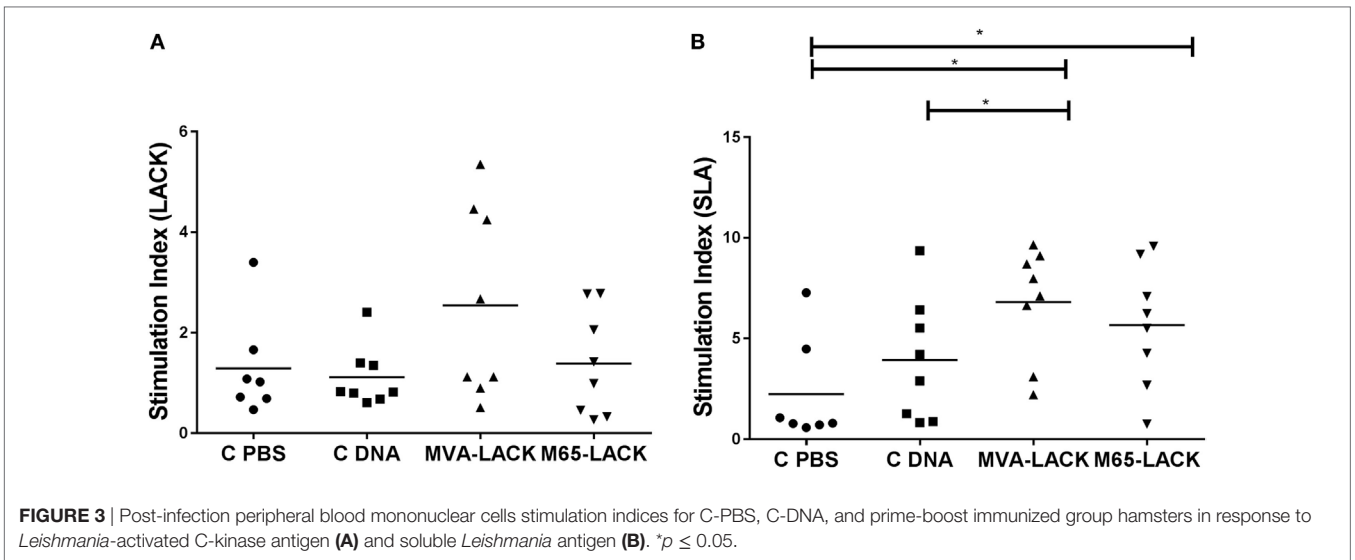 A
B
*
*
*
Stimulation Index (LACK)
6
4
2
0
C PBS C DNA MVA-LACK M65-LACK
Stimulation Index (SLA)
15
10
5
0
C PBS C DNA MVA-LACK M65-LACK
FIGURE 3 | Post-infection peripheral blood mononuclear cells stimulation indices for C-PBS, C-DNA, and prime-boost immunized group hamsters in response to
Leishmania-activated C-kinase antigen (A) and soluble Leishmania antigen (B). *p ≤ 0.05.